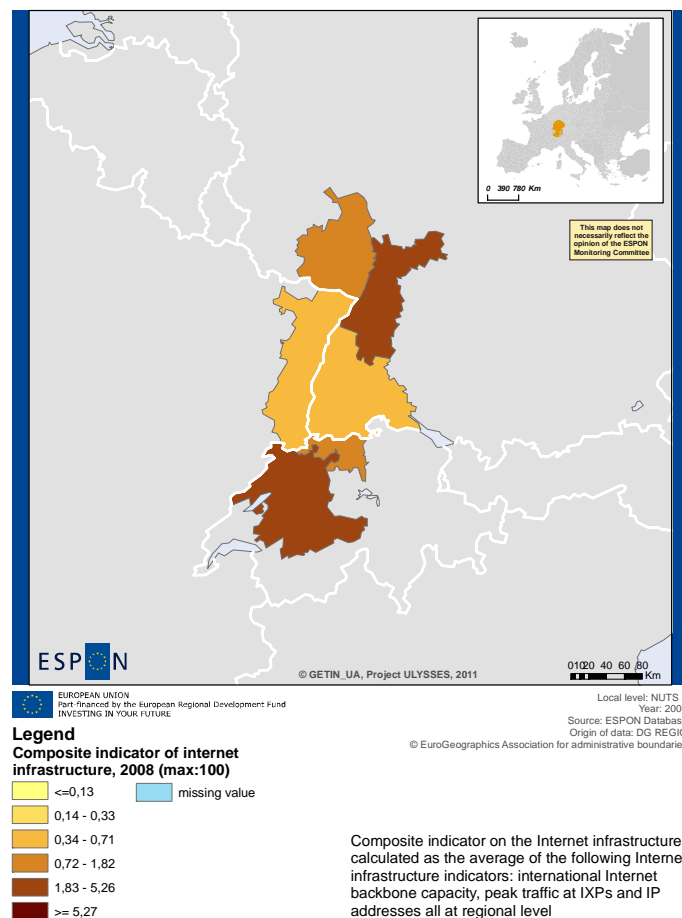 0 390 780 Km
This map does not
necessarily reflect the
opinion of the ESPON
Monitoring Committee
ESPON
© GETIN_UA, Project ULYSSES, 2011
01020 40 60 80
Km
EUROPEAN UNION
Part-financed by the European Regional Development Fund
INVESTING IN YOUR FUTURE
Local level: NUTS
Year: 200
Source: ESPON Databas
Origin of data: DG REGI
© EuroGeographics Association for administrative boundarie
Legend
Composite indicator of internet
infrastructure, 2008 (max:100)
<=0,13
missing value
0,14 - 0,33
0,34 - 0,71
0,72 - 1,82
1,83 - 5,26
>= 5,27
Composite indicator on the Internet infrastructure
calculated as the average of the following Interne
infrastructure indicators: international Internet
backbone capacity, peak traffic at IXPs and IP
addresses all at regional level